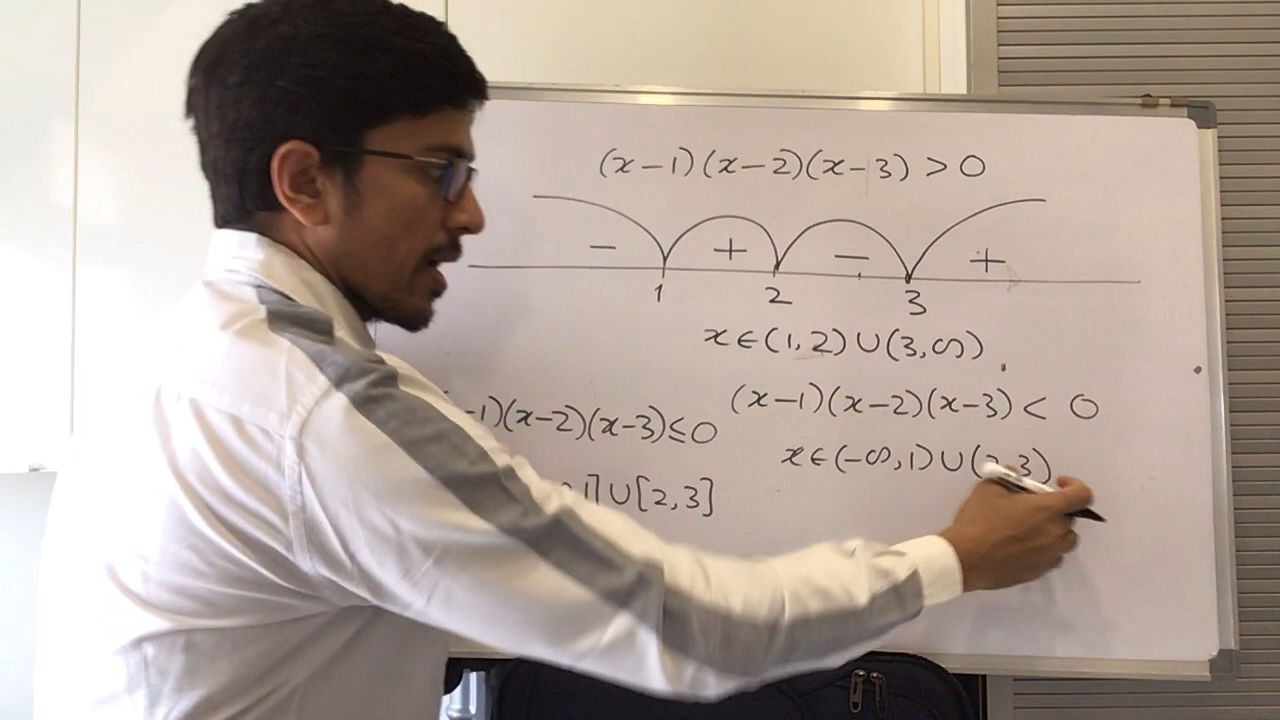 (x-1)(x-2)(x-3) > 0
- + - +
1 2 3
x∈(1,2)∪(3,∞)
-1)(x-2)(x-3)≤0
1]∪[2,3]
(x-1)(x-2)(x-3) < 0
x∈(-∞,1)∪(2,3)